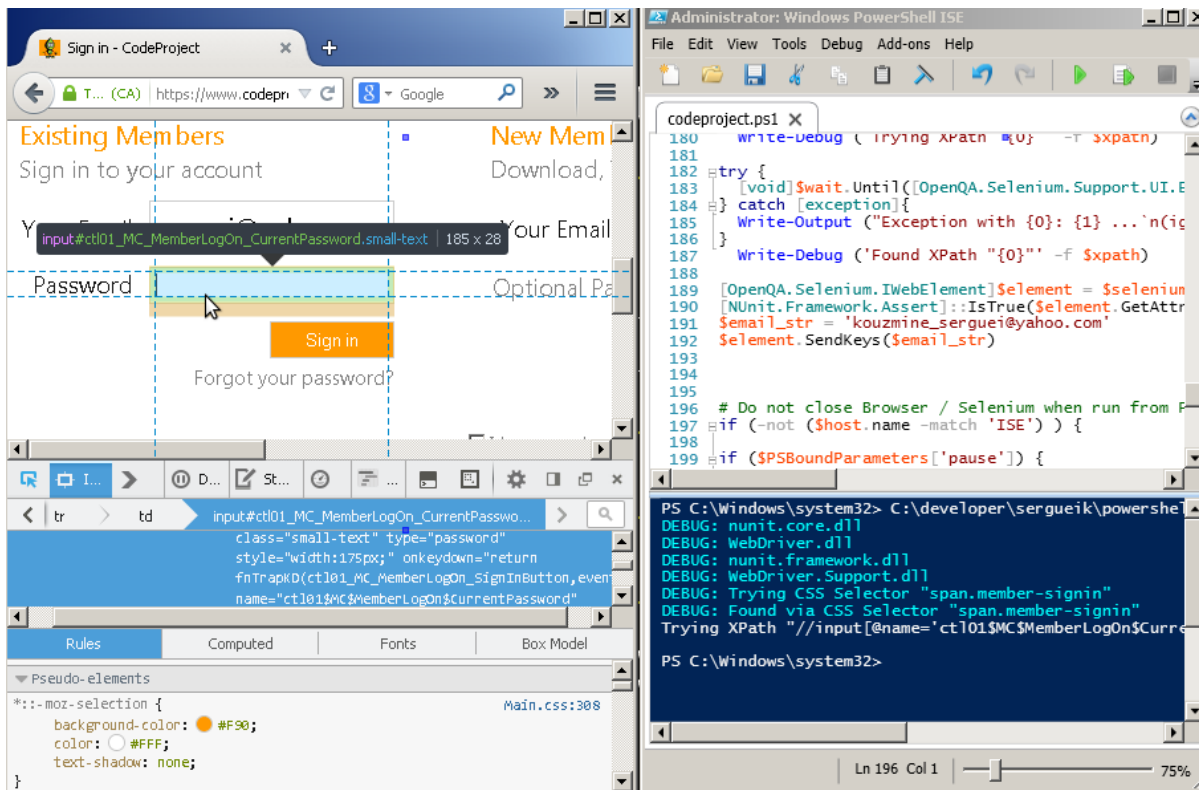 Sign in - CodeProject
T... (CA) https://www.codepr
Google
Existing Members
Sign in to your account
New Mem
Download,
Your Email
input#ctl01_MC_MemberLogOn_CurrentPassword.small-text | 185 x 28
Password
Optional Pa
Sign in
Forgot your password?
I... D... St... ...
tr td input#ctl01_MC_MemberLogOn_CurrentPasswo...
class="small-text" type="password"
style="width:175px;" onkeydown="return
fnTrapKD(ctl01_MC_MemberLogOn_SignInButton,even
name="ctl01$MC$MemberLogOn$CurrentPassword"
Rules Computed Fonts Box Model
Pseudo-elements
*::-moz-selection { Main.css:308
background-color: #F90;
color: #FFF;
text-shadow: none;
}
Administrator: Windows PowerShell ISE
File Edit View Tools Debug Add-ons Help
codeproject.ps1
180 Write-Debug ( Trying XPath {0} -f $xpath)
181
182 try {
183 [void]$wait.Until([OpenQA.Selenium.Support.UI.E
184 } catch [exception]{
185 Write-Output ("Exception with {0}: {1} ...`n(ig
186 }
187 Write-Debug ('Found XPath "{0}"' -f $xpath)
188
189 [OpenQA.Selenium.IWebElement]$element = $selenium
190 [NUnit.Framework.Assert]::IsTrue($element.GetAttr
191 $email_str = 'kouzmine_serguei@yahoo.com'
192 $element.SendKeys($email_str)
193
194
195
196 # Do not close Browser / Selenium when run from P
197 if (-not ($host.name -match 'ISE') ) {
198
199 if ($PSBoundParameters['pause']) {
PS C:\Windows\system32> C:\developer\sergueik\powershel
DEBUG: nunit.core.dll
DEBUG: WebDriver.dll
DEBUG: nunit.framework.dll
DEBUG: WebDriver.Support.dll
DEBUG: Trying CSS Selector "span.member-signin"
DEBUG: Found via CSS Selector "span.member-signin"
Trying XPath "//input[@name='ctl01$MC$MemberLogOn$Curre
PS C:\Windows\system32>
Ln 196 Col 1 75%